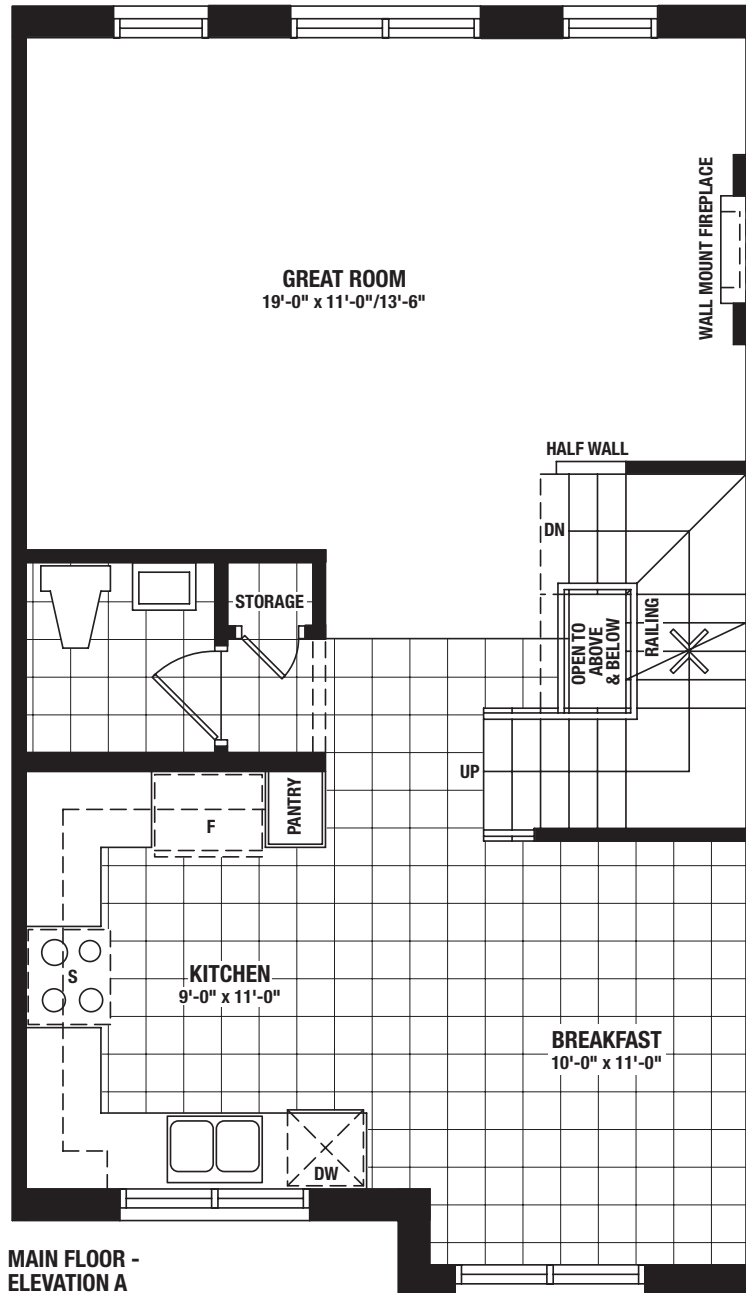 WALL MOUNT FIREPLACE
GREAT ROOM
19'-0" x 11'-0"/13'-6"
HALF WALL
DN
STORAGE
OPEN TO
ABOVE
& BELOW
RAILING
UP
F
PANTRY
S
KITCHEN
9'-0" x 11'-0"
BREAKFAST
10'-0" x 11'-0"
DW
MAIN FLOOR -
ELEVATION A